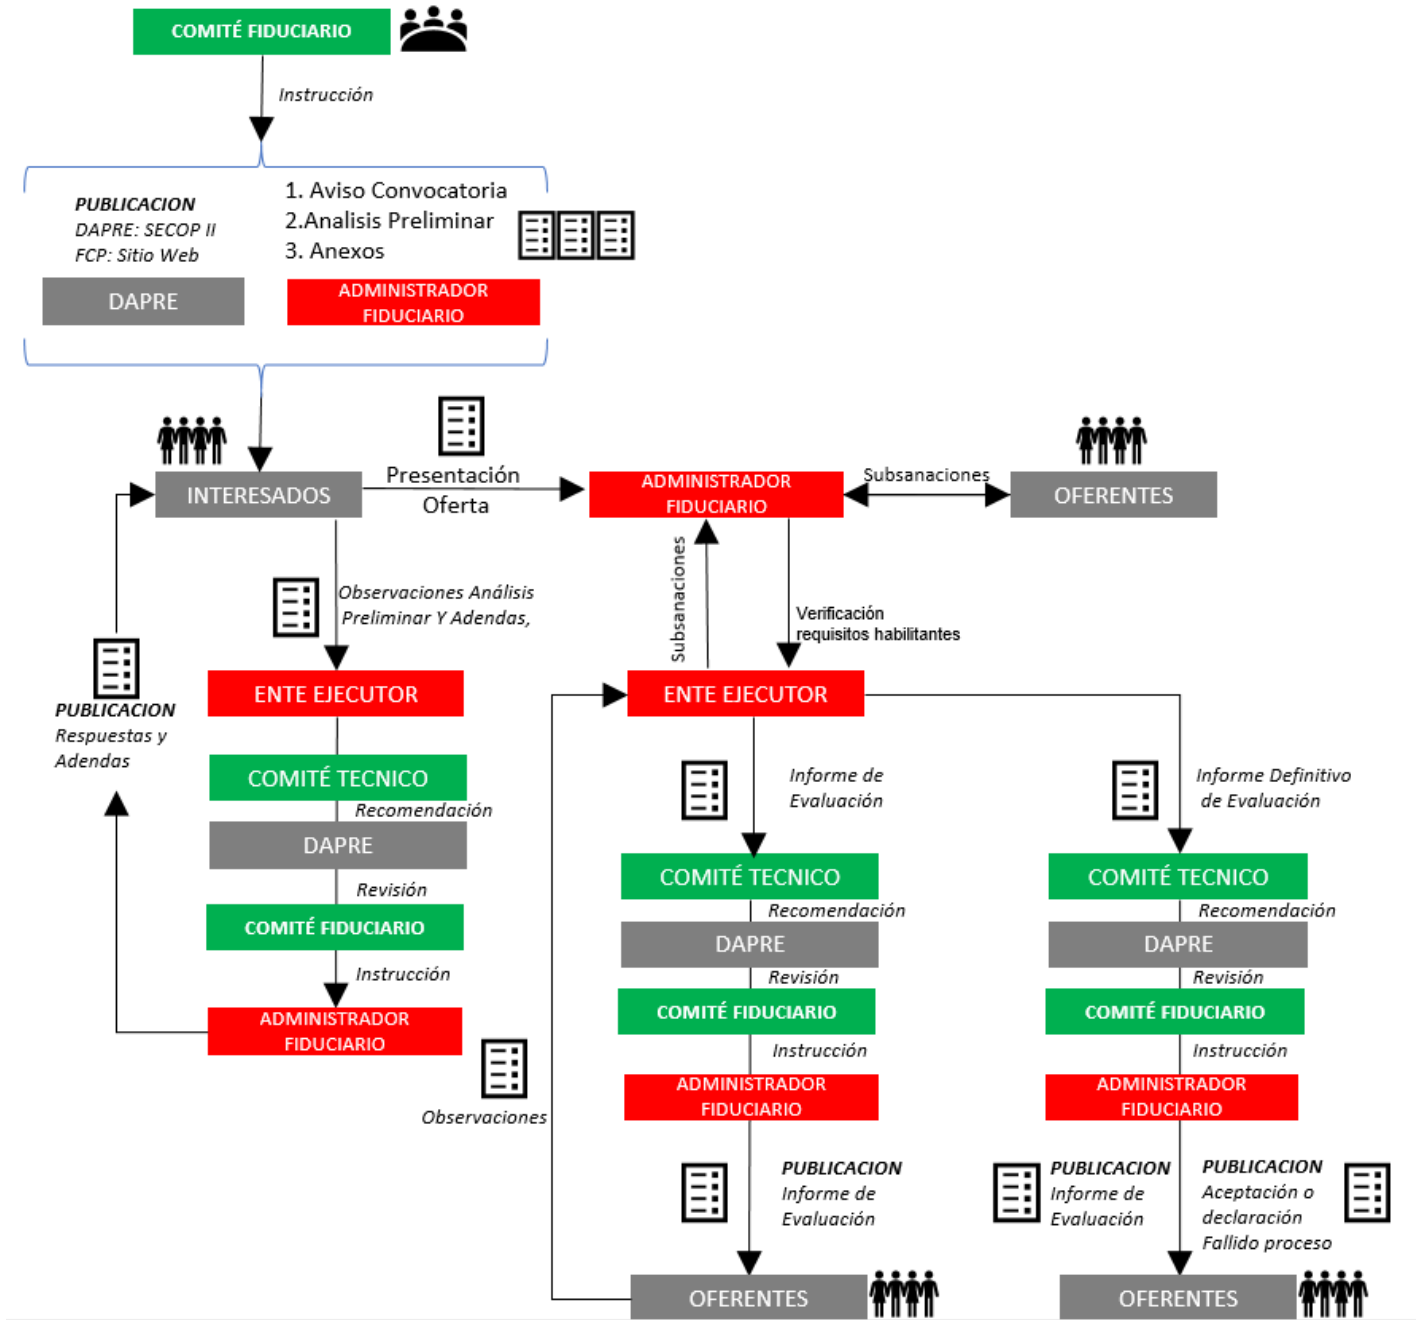 COMITÉ FIDUCIARIO
Instrucción
PUBLICACION
DAPRE: SECOP II
FCP: Sitio Web
1. Aviso Convocatoria
2.Analisis Preliminar
3. Anexos
DAPRE
ADMINISTRADOR
FIDUCIARIO
INTERESADOS
Presentación
Oferta
ADMINISTRADOR
FIDUCIARIO
Subsanaciones
OFERENTES
Observaciones Análisis
Preliminar Y Adendas,
Subsanaciones
Verificación
requisitos habilitantes
PUBLICACION
Respuestas y
Adendas
ENTE EJECUTOR
COMITÉ TECNICO
Recomendación
DAPRE
Revisión
COMITÉ FIDUCIARIO
Instrucción
ADMINISTRADOR
FIDUCIARIO
Observaciones
ENTE EJECUTOR
Informe de
Evaluación
COMITÉ TECNICO
Recomendación
DAPRE
Revisión
COMITÉ FIDUCIARIO
Instrucción
ADMINISTRADOR
FIDUCIARIO
PUBLICACION
Informe de
Evaluación
OFERENTES
Informe Definitivo
de Evaluación
COMITÉ TECNICO
Recomendación
DAPRE
Revisión
COMITÉ FIDUCIARIO
Instrucción
ADMINISTRADOR
FIDUCIARIO
PUBLICACION
Informe de
Evaluación
PUBLICACION
Aceptación o
declaración
Fallido proceso
OFERENTES